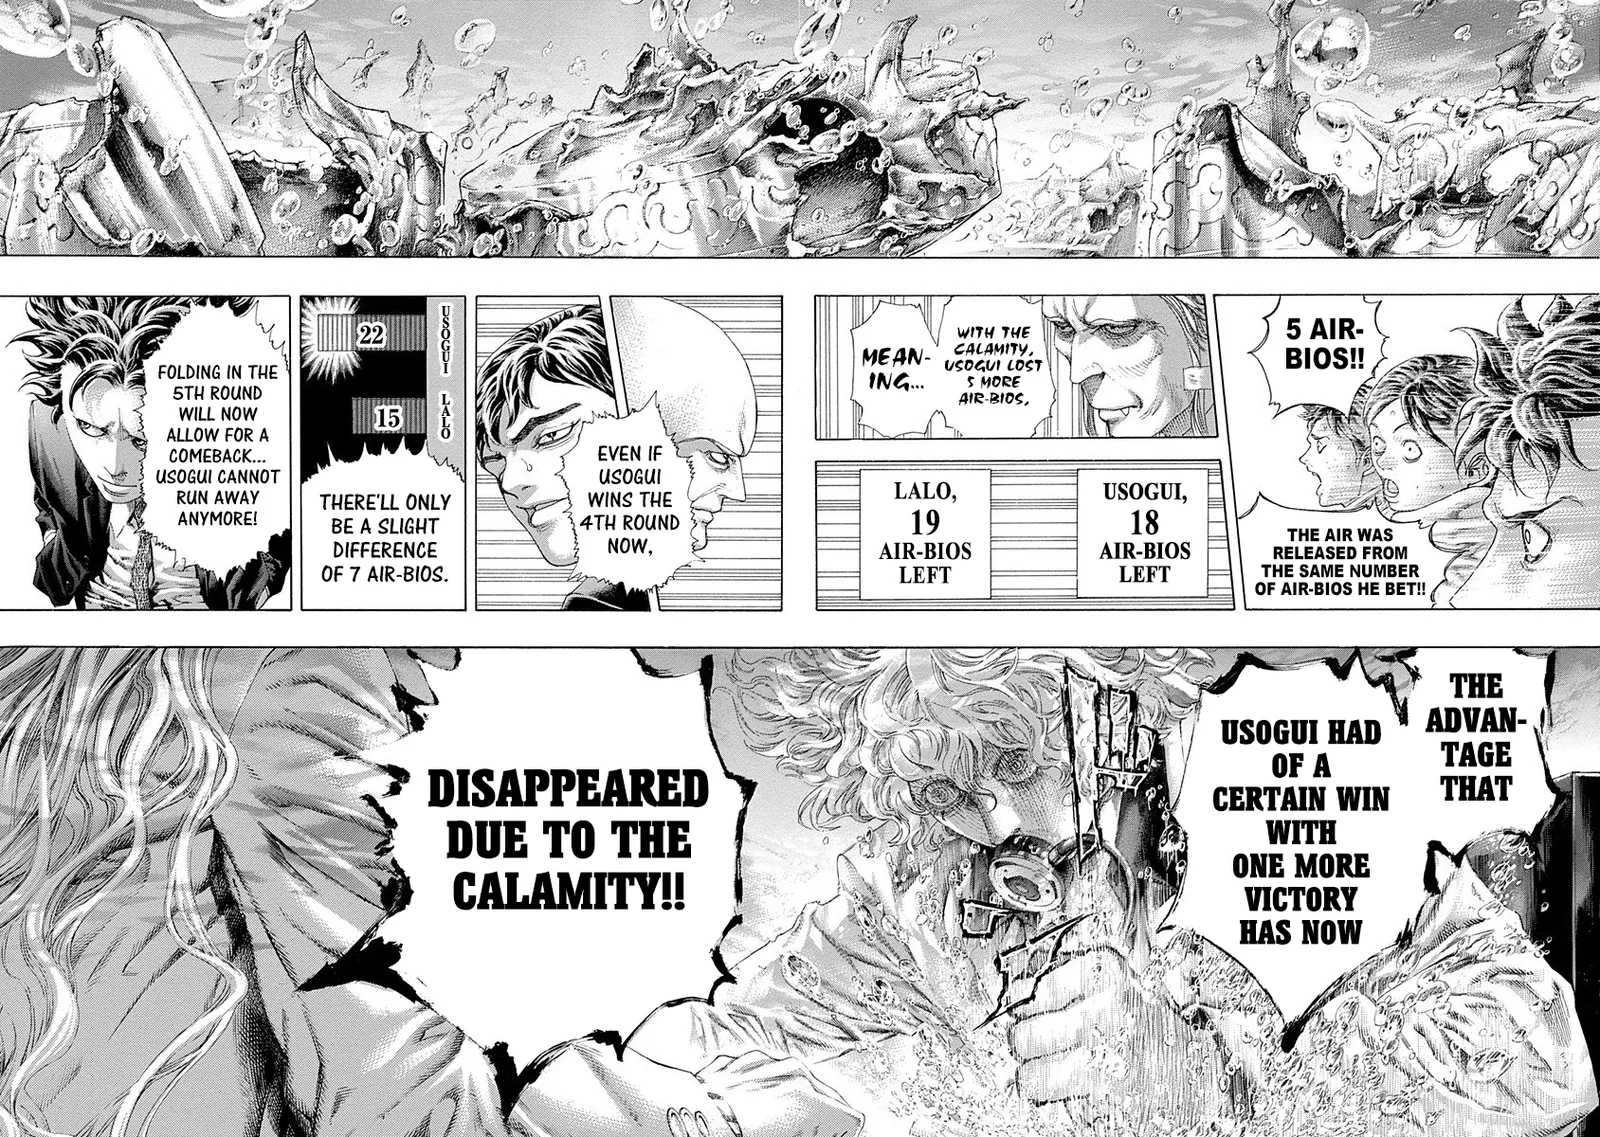 5 AIR-
BIOS!!
THE AIR WAS
RELEASED FROM
THE SAME NUMBER
OF AIR-BIOS HE BET!!
WITH THE
CALAMITY,
USOGUI LOST
5 MORE
AIR-BIOS,
MEAN-
ING...
USOGUI,
18
AIR-BIOS
LEFT
LALO,
19
AIR-BIOS
LEFT
EVEN IF
USOGUI
WINS THE
4TH ROUND
NOW,
USOGUI
22
LALO
15
THERE'LL ONLY
BE A SLIGHT
DIFFERENCE
OF 7 AIR-BIOS.
FOLDING IN THE
5TH ROUND
WILL NOW
ALLOW FOR A
COMEBACK...
USOGUI CANNOT
RUN AWAY
ANYMORE!
THE
ADVAN-
TAGE
THAT
USOGUI HAD
OF A
CERTAIN WIN
WITH
ONE MORE
VICTORY
HAS NOW
DISAPPEARED
DUE TO THE
CALAMITY!!